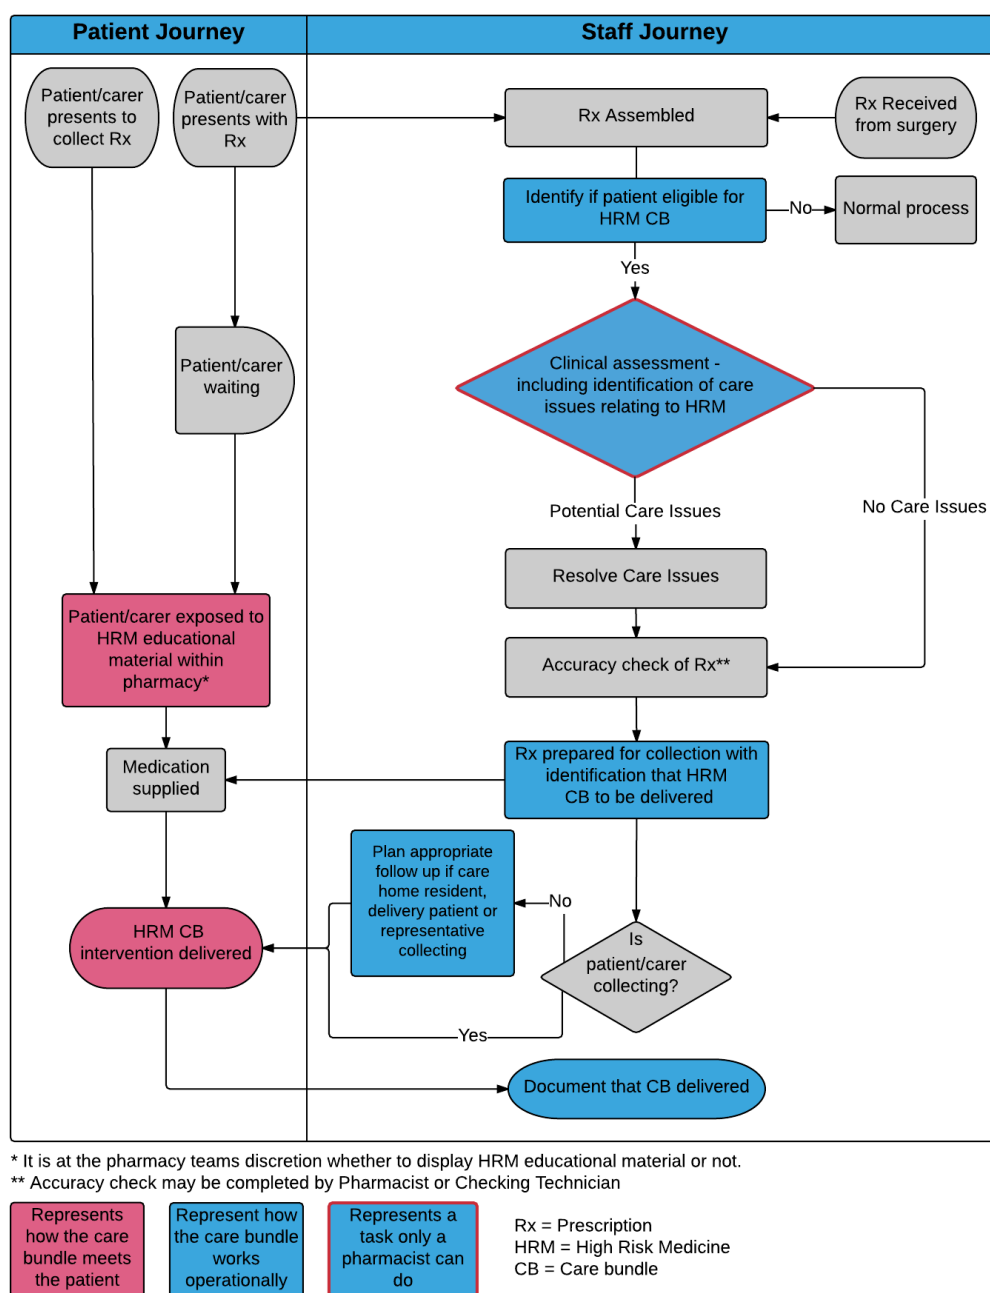 Patient Journey
Staff Journey
Patient/carer
presents to
collect Rx
Patient/carer
presents with
Rx
Rx Assembled
Rx Received
from surgery
Identify if patient eligible for
HRM CB
No
Normal process
Yes
Patient/carer
waiting
Clinical assessment -
including identification of care
issues relating to HRM
Potential Care Issues
No Care Issues
Resolve Care Issues
Patient/carer exposed to
HRM educational
material within
pharmacy*
Accuracy check of Rx**
Medication
supplied
Rx prepared for collection with
identification that HRM
CB to be delivered
Plan appropriate
follow up if care
home resident,
delivery patient or
representative
collecting
No
Is
patient/carer
collecting?
HRM CB
intervention delivered
Yes
Document that CB delivered
* It is at the pharmacy teams discretion whether to display HRM educational material or not.
** Accuracy check may be completed by Pharmacist or Checking Technician
Represents
how the care
bundle meets
the patient
Represent how
the care bundle
works
operationally
Represents a
task only a
pharmacist can
do
Rx = Prescription
HRM = High Risk Medicine
CB = Care bundle